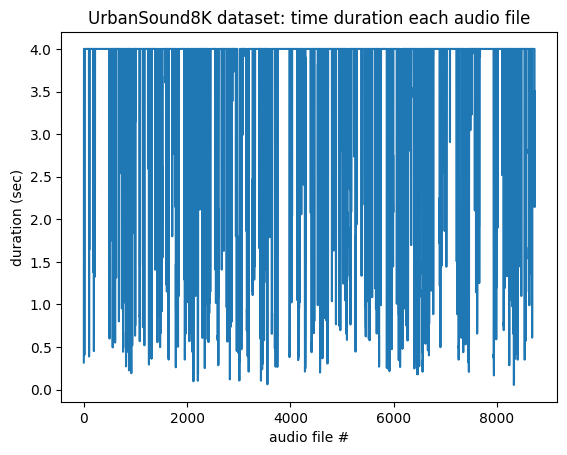 UrbanSound8K dataset: time duration each audio file
4.0
3.5
3.0
2.5
2.0
1.5
1.0
0.5
0.0
duration (sec)
0 2000 4000 6000 8000
audio file #